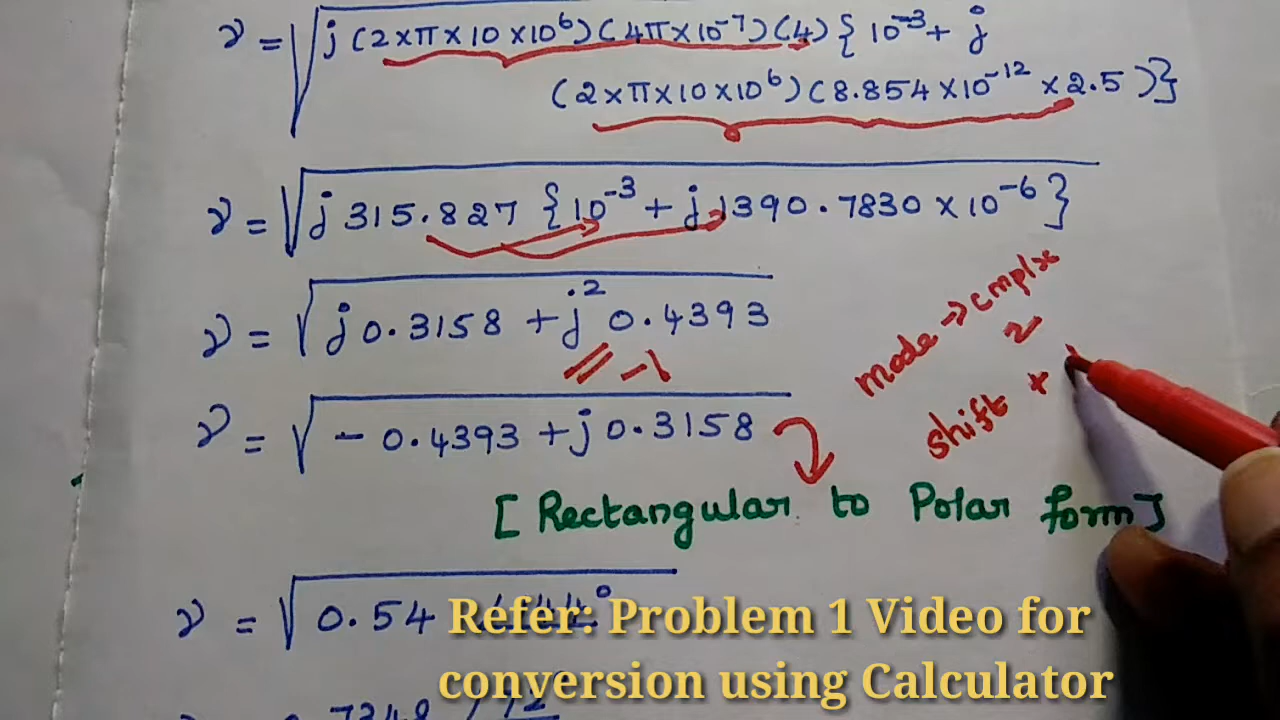 γ = √j (2×π×10×10⁶)(4π×10⁻⁷)(4) { 10⁻³ + j
(2×π×10×10⁶)(8.854×10⁻¹²×2.5)}
γ = √j 315.827 {10⁻³ + j 1390.7830×10⁻⁶}
γ = √j 0.3158 + j² 0.4393
-1
mode → cmplx
2
shift +
γ = √-0.4393 + j 0.3158
[Rectangular to Polar form]
γ = √0.54
Refer: Problem 1 Video for
conversion using Calculator